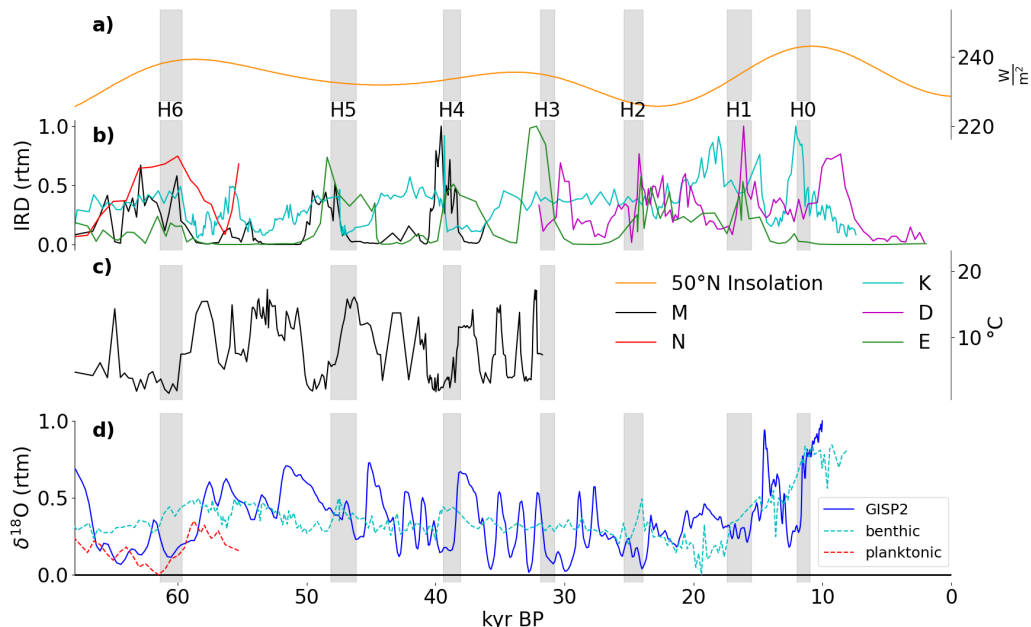 a)
240
220
W/m²
H6 H5 H4 H3 H2 H1 H0
b)
1.0
0.5
0.0
IRD (rtm)
c)
20
10
°C
50°N Insolation
M
N
K
D
E
d)
1.0
0.5
0.0
δ¹⁸O (rtm)
GISP2
benthic
planktonic
60 50 40 30 20 10 0
kyr BP